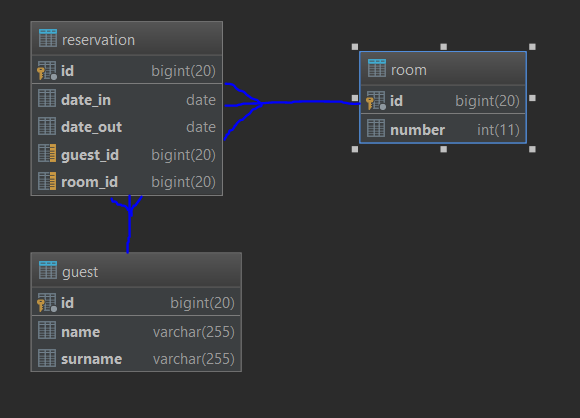 reservation
id bigint(20)
date_in date
date_out date
guest_id bigint(20)
room_id bigint(20)
room
id bigint(20)
number int(11)
guest
id bigint(20)
name varchar(255)
surname varchar(255)